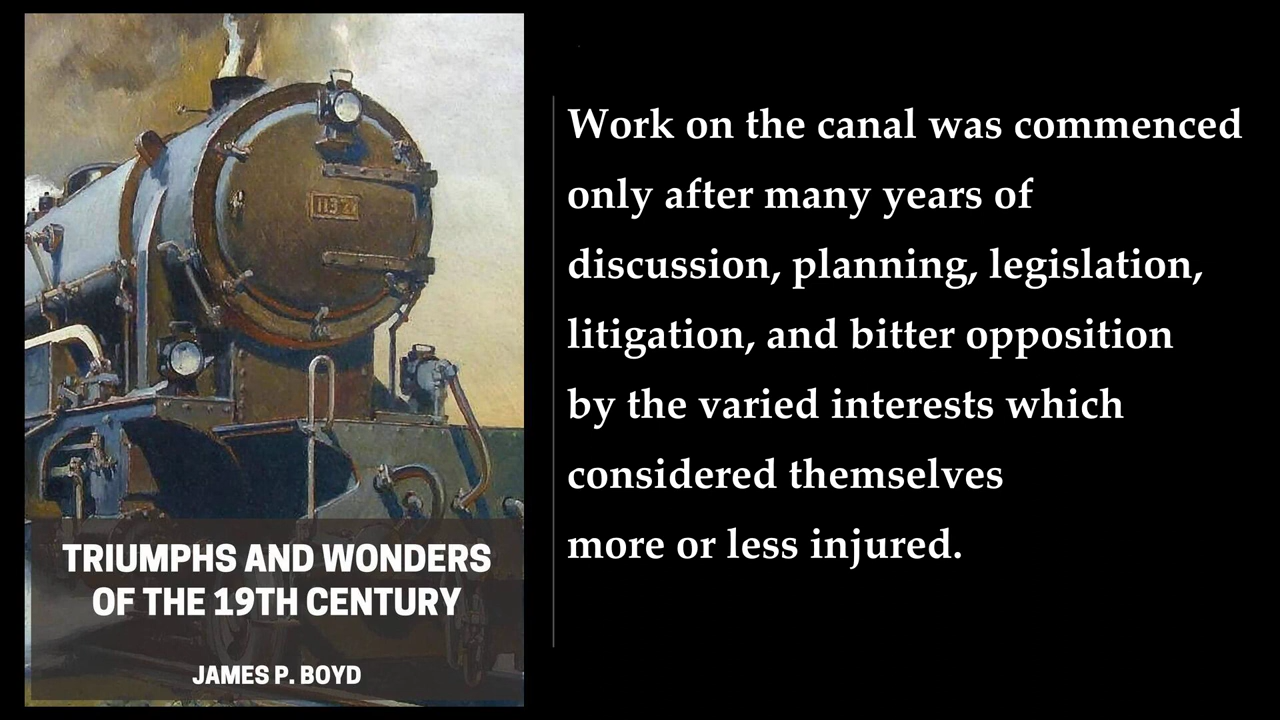 1132
TRIUMPHS AND WONDERS
OF THE 19TH CENTURY
JAMES P. BOYD
Work on the canal was commenced
only after many years of
discussion, planning, legislation,
litigation, and bitter opposition
by the varied interests which
considered themselves
more or less injured.